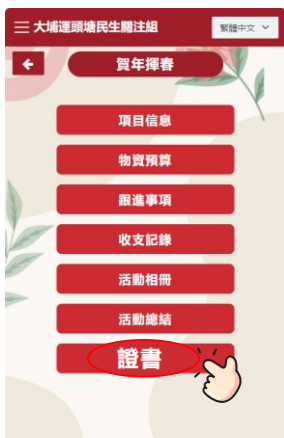 大埔運頭塘民生關注組
繁體中文
賀年揮春
項目信息
物資預算
跟進事項
收支記錄
活動相冊
活動總結
證書